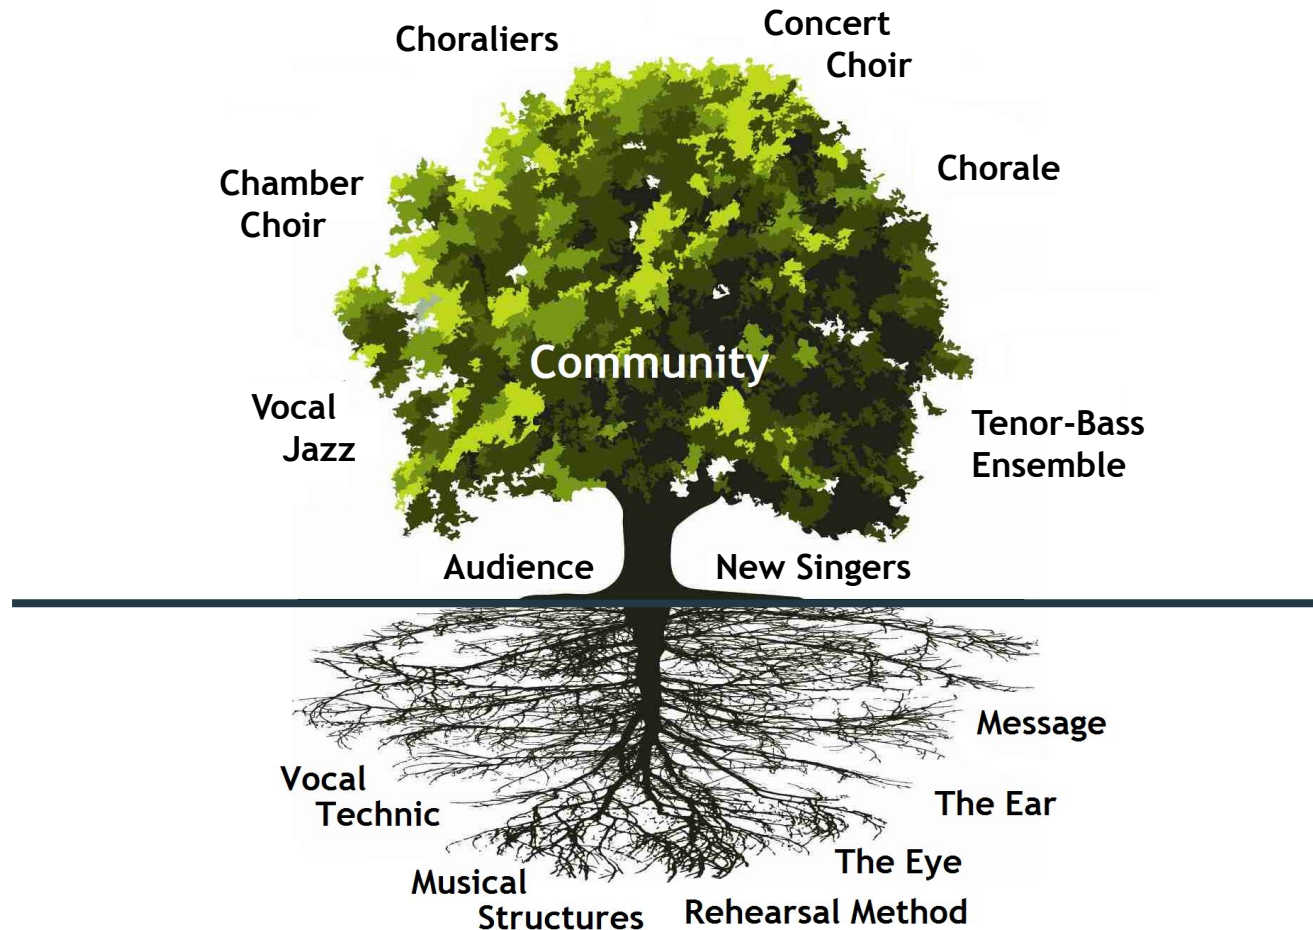 Choraliers
Concert
Choir
Chamber
Choir
Chorale
Community
Vocal
Jazz
Tenor-Bass
Ensemble
Audience
New Singers
Message
Vocal
Technic
The Ear
The Eye
Musical
Structures
Rehearsal Method